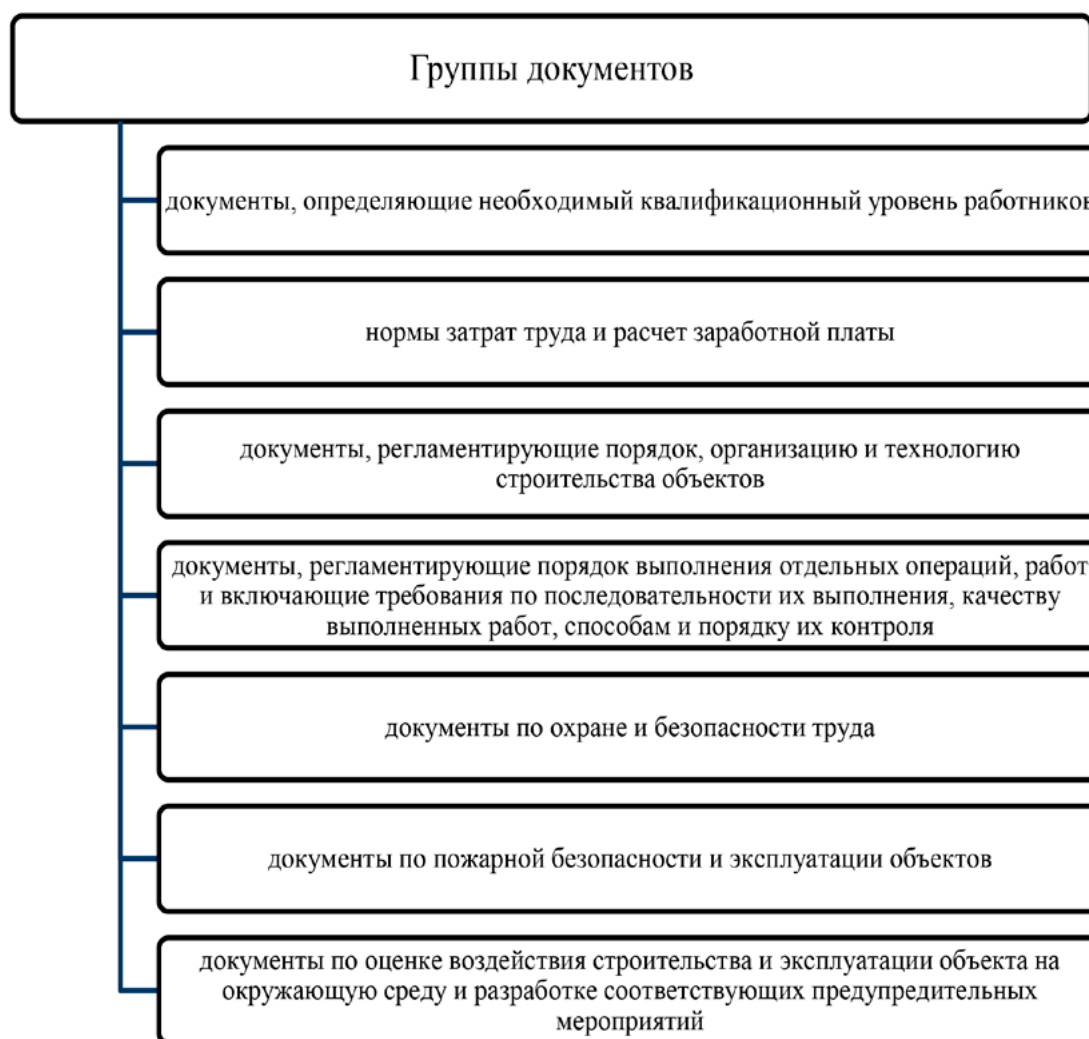 Группы документов
документы, определяющие необходимый квалификационный уровень работников
нормы затрат труда и расчет заработной платы
документы, регламентирующие порядок, организацию и технологию
строительства объектов
документы, регламентирующие порядок выполнения отдельных операций, работ
и включающие требования по последовательности их выполнения, качеству
выполненных работ, способам и порядку их контроля
документы по охране и безопасности труда
документы по пожарной безопасности и эксплуатации объектов
документы по оценке воздействия строительства и эксплуатации объекта на
окружающую среду и разработке соответствующих предупредительных
мероприятий